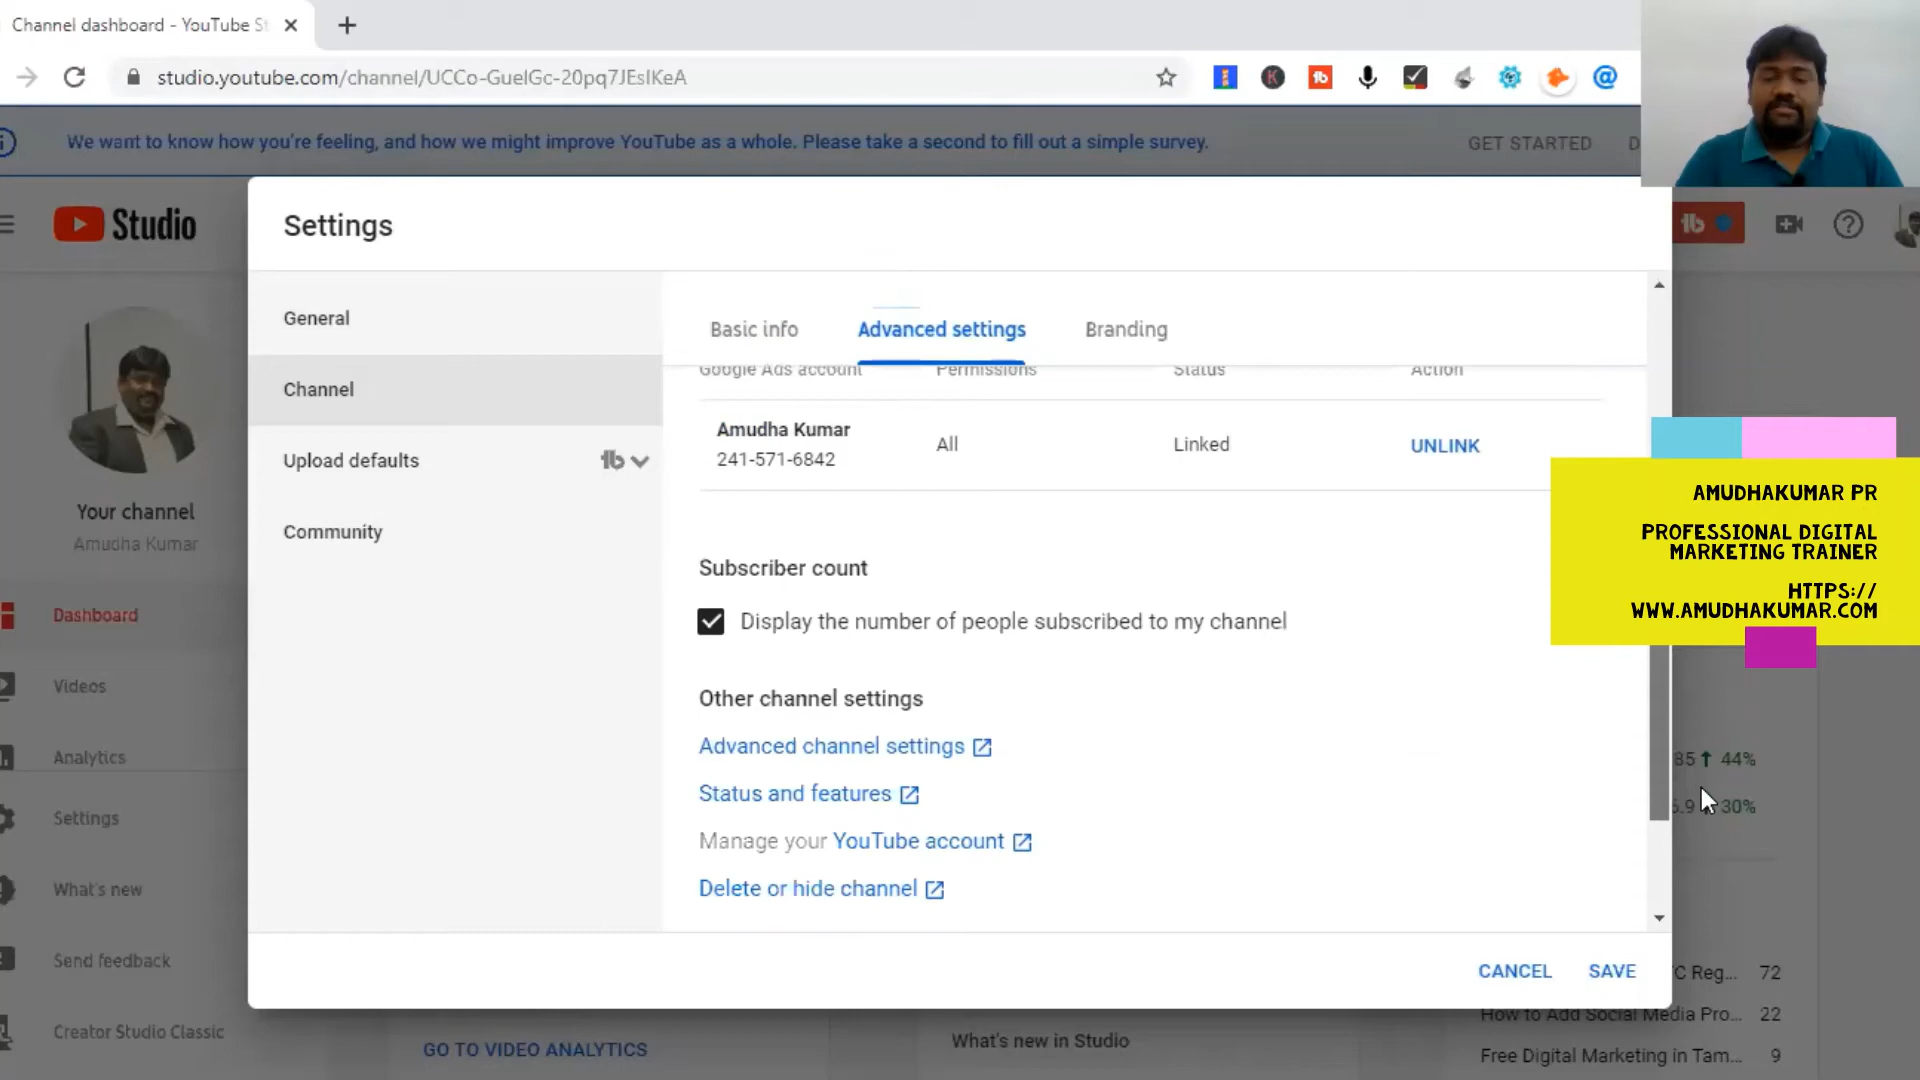 Channel dashboard - YouTube St
studio.youtube.com/channel/UCCo-GuelGc-20pq7JEslKeA
We want to know how you're feeling, and how we might improve YouTube as a whole. Please take a second to fill out a simple survey.
GET STARTED
D
Studio
Settings
General
Channel
Upload defaults
Community
Basic info
Advanced settings
Branding
Google Ads account
Permissions
Status
Action
Amudha Kumar
241-571-6842
All
Linked
UNLINK
Subscriber count
Display the number of people subscribed to my channel
Other channel settings
Advanced channel settings
Status and features
Manage your YouTube account
Delete or hide channel
CANCEL
SAVE
Your channel
Amudha Kumar
Dashboard
Videos
Analytics
Settings
What's new
Send feedback
Creator Studio Classic
GO TO VIDEO ANALYTICS
What's new in Studio
AMUDHAKUMAR PR
PROFESSIONAL DIGITAL
MARKETING TRAINER
HTTPS://
WWW.AMUDHAKUMAR.COM
85 44%
6.9 30%
C Reg... 72
How to Add Social Media Pro... 22
Free Digital Marketing in Tam... 9